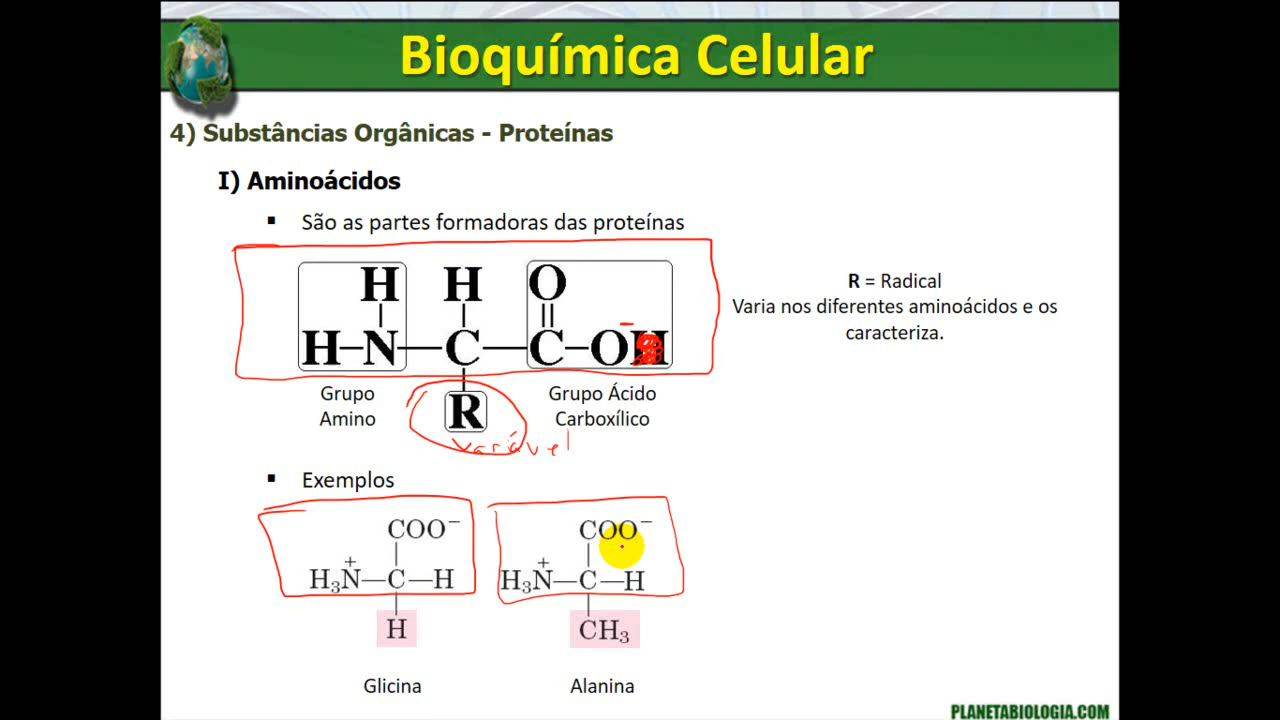 Bioquímica Celular
4) Substâncias Orgânicas - Proteínas
I) Aminoácidos
▪ São as partes formadoras das proteínas
H H O
H–N–C–C–OH
R
Grupo Amino
Grupo Ácido Carboxílico
variável
R = Radical
Varia nos diferentes aminoácidos e os
caracteriza.
▪ Exemplos
COO⁻
H₃N⁺–C–H
H
Glicina
COO⁻
H₃N⁺–C–H
CH₃
Alanina
PLANETABIOLOGIA.COM